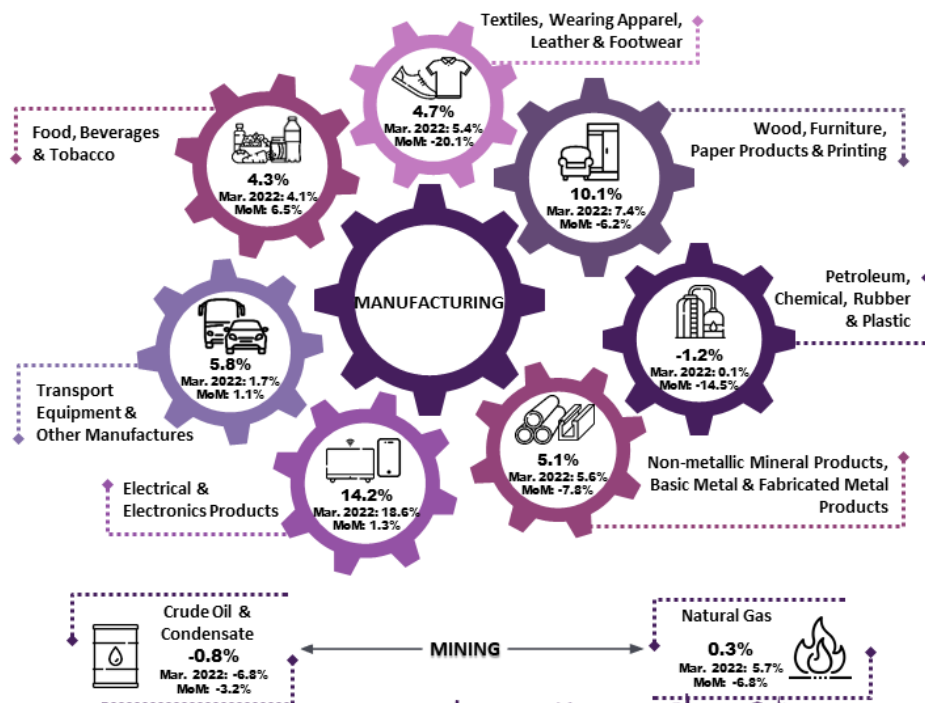 Textiles, Wearing Apparel,
Leather & Footwear
4.7%
Mar. 2022: 5.4%
MoM: -20.1%
Food, Beverages
& Tobacco
4.3%
Mar. 2022: 4.1%
MoM: 6.5%
Wood, Furniture,
Paper Products & Printing
10.1%
Mar. 2022: 7.4%
MoM: -6.2%
MANUFACTURING
Petroleum,
Chemical, Rubber
& Plastic
-1.2%
Mar. 2022: 0.1%
MoM: -14.5%
Transport
Equipment &
Other Manufactures
5.8%
Mar. 2022: 1.7%
MoM: 1.1%
Electrical &
Electronics Products
14.2%
Mar. 2022: 18.6%
MoM: 1.3%
5.1%
Mar. 2022: 5.6%
MoM: -7.8%
Non-metallic Mineral Products,
Basic Metal & Fabricated Metal
Products
Crude Oil &
Condensate
-0.8%
Mar. 2022: -6.8%
MoM: -3.2%
MINING
Natural Gas
0.3%
Mar. 2022: 5.7%
MoM: -6.8%